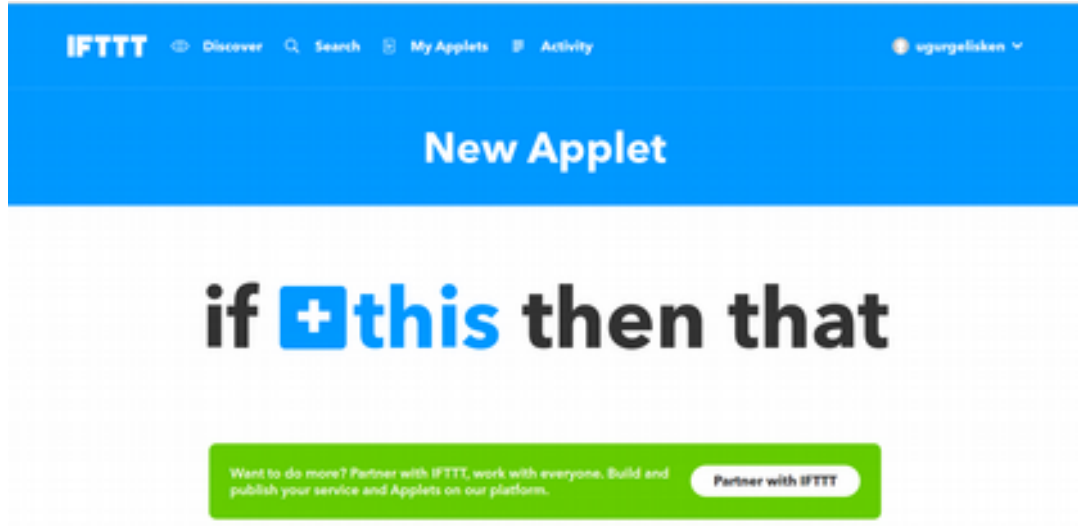 IFTTT Discover Search My Applets Activity ugurgelisken
New Applet
if +this then that
Want to do more? Partner with IFTTT, work with everyone. Build and
publish your service and Applets on our platform.
Partner with IFTTT